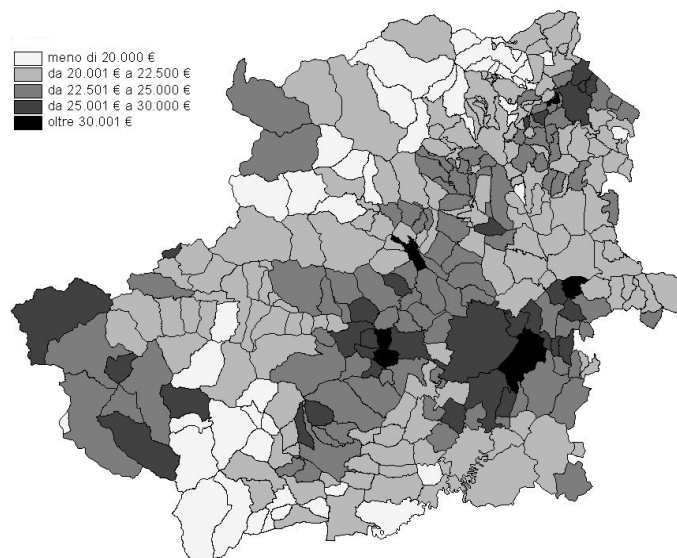 meno di 20.000 €
da 20.001 € a 22.500 €
da 22.501 € a 25.000 €
da 25.001 € a 30.000 €
oltre 30.001 €